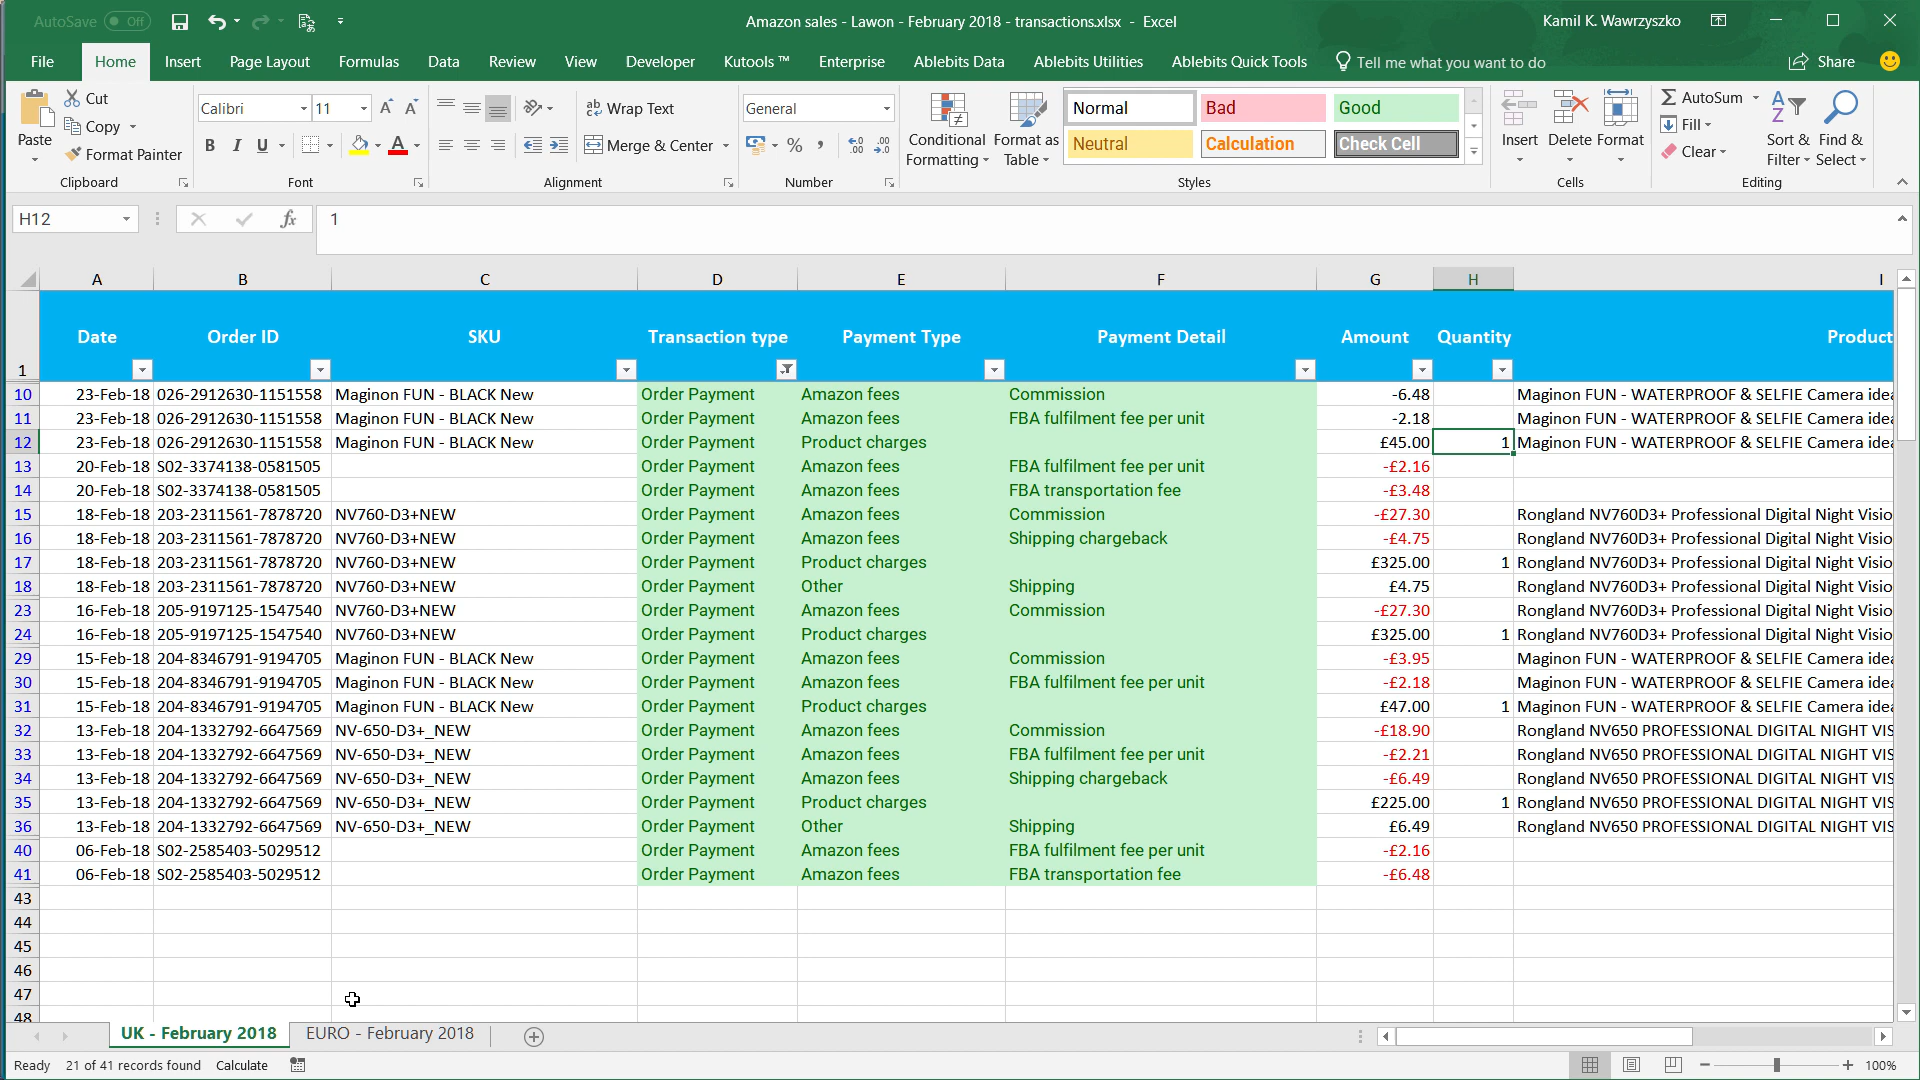 AutoSave Off
Amazon sales - Lawon - February 2018 - transactions.xlsx - Excel
Kamil K. Wawrzyszko
File Home Insert Page Layout Formulas Data Review View Developer Kutools ™ Enterprise Ablebits Data Ablebits Utilities Ablebits Quick Tools Tell me what you want to do Share
Paste Cut Copy Format Painter Clipboard
Calibri 11 B I U A Font
Wrap Text Merge & Center Alignment
General % Number
Conditional Formatting Format as Table Normal Bad Good Neutral Calculation Check Cell Styles
Insert Delete Format Cells
AutoSum Fill Clear Sort & Filter Find & Select Editing
H12 fx 1
A B C D E F G H I
1 Date Order ID SKU Transaction type Payment Type Payment Detail Amount Quantity Product
10 23-Feb-18 026-2912630-1151558 Maginon FUN - BLACK New Order Payment Amazon fees Commission -6.48 Maginon FUN - WATERPROOF & SELFIE Camera idea
11 23-Feb-18 026-2912630-1151558 Maginon FUN - BLACK New Order Payment Amazon fees FBA fulfilment fee per unit -2.18 Maginon FUN - WATERPROOF & SELFIE Camera idea
12 23-Feb-18 026-2912630-1151558 Maginon FUN - BLACK New Order Payment Product charges £45.00 1 Maginon FUN - WATERPROOF & SELFIE Camera idea
13 20-Feb-18 S02-3374138-0581505 Order Payment Amazon fees FBA fulfilment fee per unit -£2.16
14 20-Feb-18 S02-3374138-0581505 Order Payment Amazon fees FBA transportation fee -£3.48
15 18-Feb-18 203-2311561-7878720 NV760-D3+NEW Order Payment Amazon fees Commission -£27.30 Rongland NV760D3+ Professional Digital Night Visio
16 18-Feb-18 203-2311561-7878720 NV760-D3+NEW Order Payment Amazon fees Shipping chargeback -£4.75 Rongland NV760D3+ Professional Digital Night Visio
17 18-Feb-18 203-2311561-7878720 NV760-D3+NEW Order Payment Product charges £325.00 1 Rongland NV760D3+ Professional Digital Night Visio
18 18-Feb-18 203-2311561-7878720 NV760-D3+NEW Order Payment Other Shipping £4.75 Rongland NV760D3+ Professional Digital Night Visio
23 16-Feb-18 205-9197125-1547540 NV760-D3+NEW Order Payment Amazon fees Commission -£27.30 Rongland NV760D3+ Professional Digital Night Visio
24 16-Feb-18 205-9197125-1547540 NV760-D3+NEW Order Payment Product charges £325.00 1 Rongland NV760D3+ Professional Digital Night Visio
29 15-Feb-18 204-8346791-9194705 Maginon FUN - BLACK New Order Payment Amazon fees Commission -£3.95 Maginon FUN - WATERPROOF & SELFIE Camera idea
30 15-Feb-18 204-8346791-9194705 Maginon FUN - BLACK New Order Payment Amazon fees FBA fulfilment fee per unit -£2.18 Maginon FUN - WATERPROOF & SELFIE Camera idea
31 15-Feb-18 204-8346791-9194705 Maginon FUN - BLACK New Order Payment Product charges £47.00 1 Maginon FUN - WATERPROOF & SELFIE Camera idea
32 13-Feb-18 204-1332792-6647569 NV-650-D3+_NEW Order Payment Amazon fees Commission -£18.90 Rongland NV650 PROFESSIONAL DIGITAL NIGHT VIS
33 13-Feb-18 204-1332792-6647569 NV-650-D3+_NEW Order Payment Amazon fees FBA fulfilment fee per unit -£2.21 Rongland NV650 PROFESSIONAL DIGITAL NIGHT VIS
34 13-Feb-18 204-1332792-6647569 NV-650-D3+_NEW Order Payment Amazon fees Shipping chargeback -£6.49 Rongland NV650 PROFESSIONAL DIGITAL NIGHT VIS
35 13-Feb-18 204-1332792-6647569 NV-650-D3+_NEW Order Payment Product charges £225.00 1 Rongland NV650 PROFESSIONAL DIGITAL NIGHT VIS
36 13-Feb-18 204-1332792-6647569 NV-650-D3+_NEW Order Payment Other Shipping £6.49 Rongland NV650 PROFESSIONAL DIGITAL NIGHT VIS
40 06-Feb-18 S02-2585403-5029512 Order Payment Amazon fees FBA fulfilment fee per unit -£2.16
41 06-Feb-18 S02-2585403-5029512 Order Payment Amazon fees FBA transportation fee -£6.48
43
44
45
46
47
48
UK - February 2018 EURO - February 2018
Ready 21 of 41 records found Calculate 100%